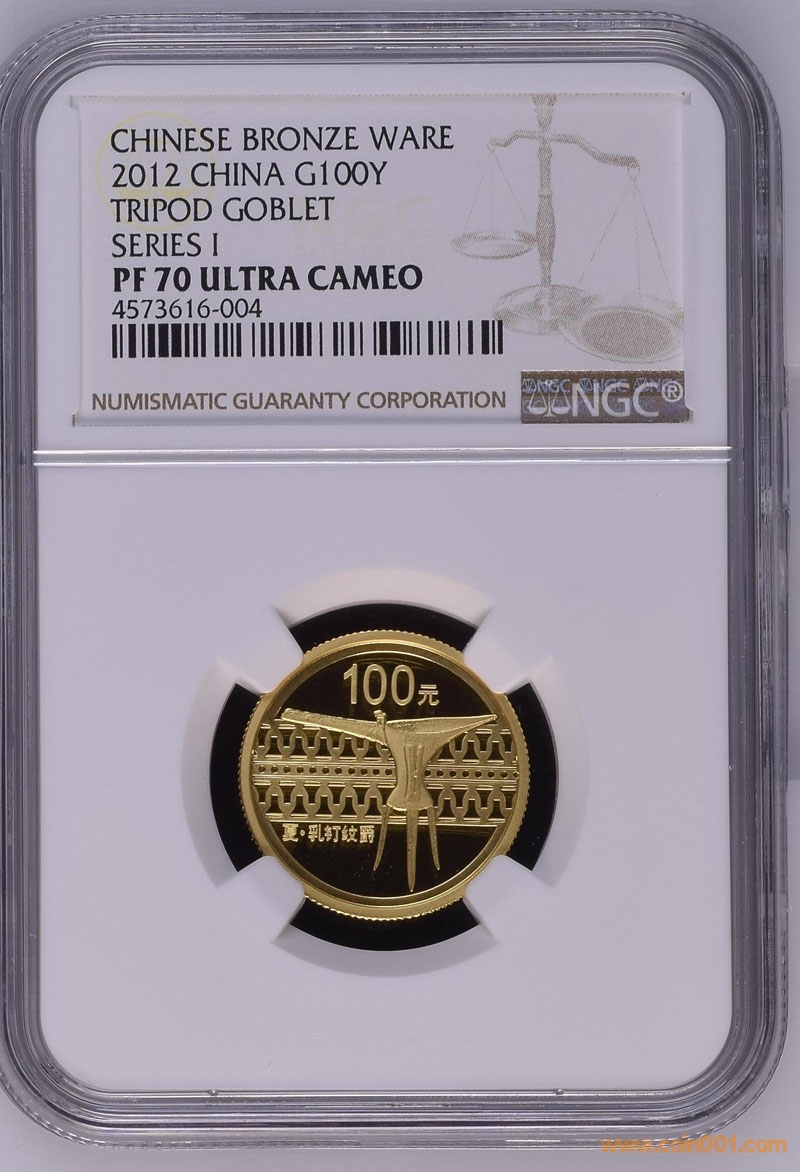 CHINESE BRONZE WARE
2012 CHINA G100Y
TRIPOD GOBLET
SERIES I
PF 70 ULTRA CAMEO
4573616-004
NUMISMATIC GUARANTY CORPORATION
NGC®
100元
夏·乳钉纹爵
www.zoin001.com